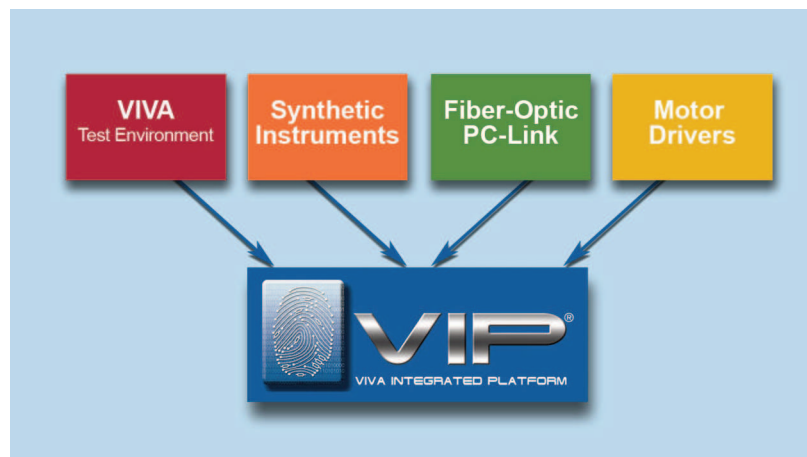 VIVA
Test Environment
Synthetic
Instruments
Fiber-Optic
PC-Link
Motor
Drivers
VIP®
VIVA INTEGRATED PLATFORM